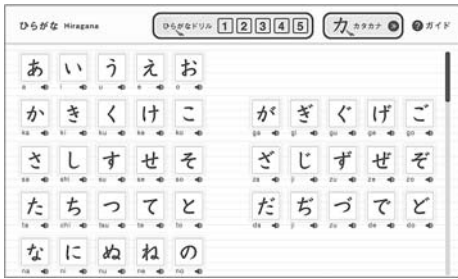 ひらがな Hiragana ひらがなドリル 1 2 3 4 5 カ カタカナ ガイド
あ い う え お
a i u e o
か き く け こ が ぎ ぐ げ ご
ka ki ku ke ko ga gi gu ge go
さ し す せ そ ざ じ ず ぜ ぞ
sa shi su se so za ji zu ze zo
た ち つ て と だ ぢ づ で ど
ta chi tsu te to da ji zu de do
な に ぬ ね の
na ni nu ne no